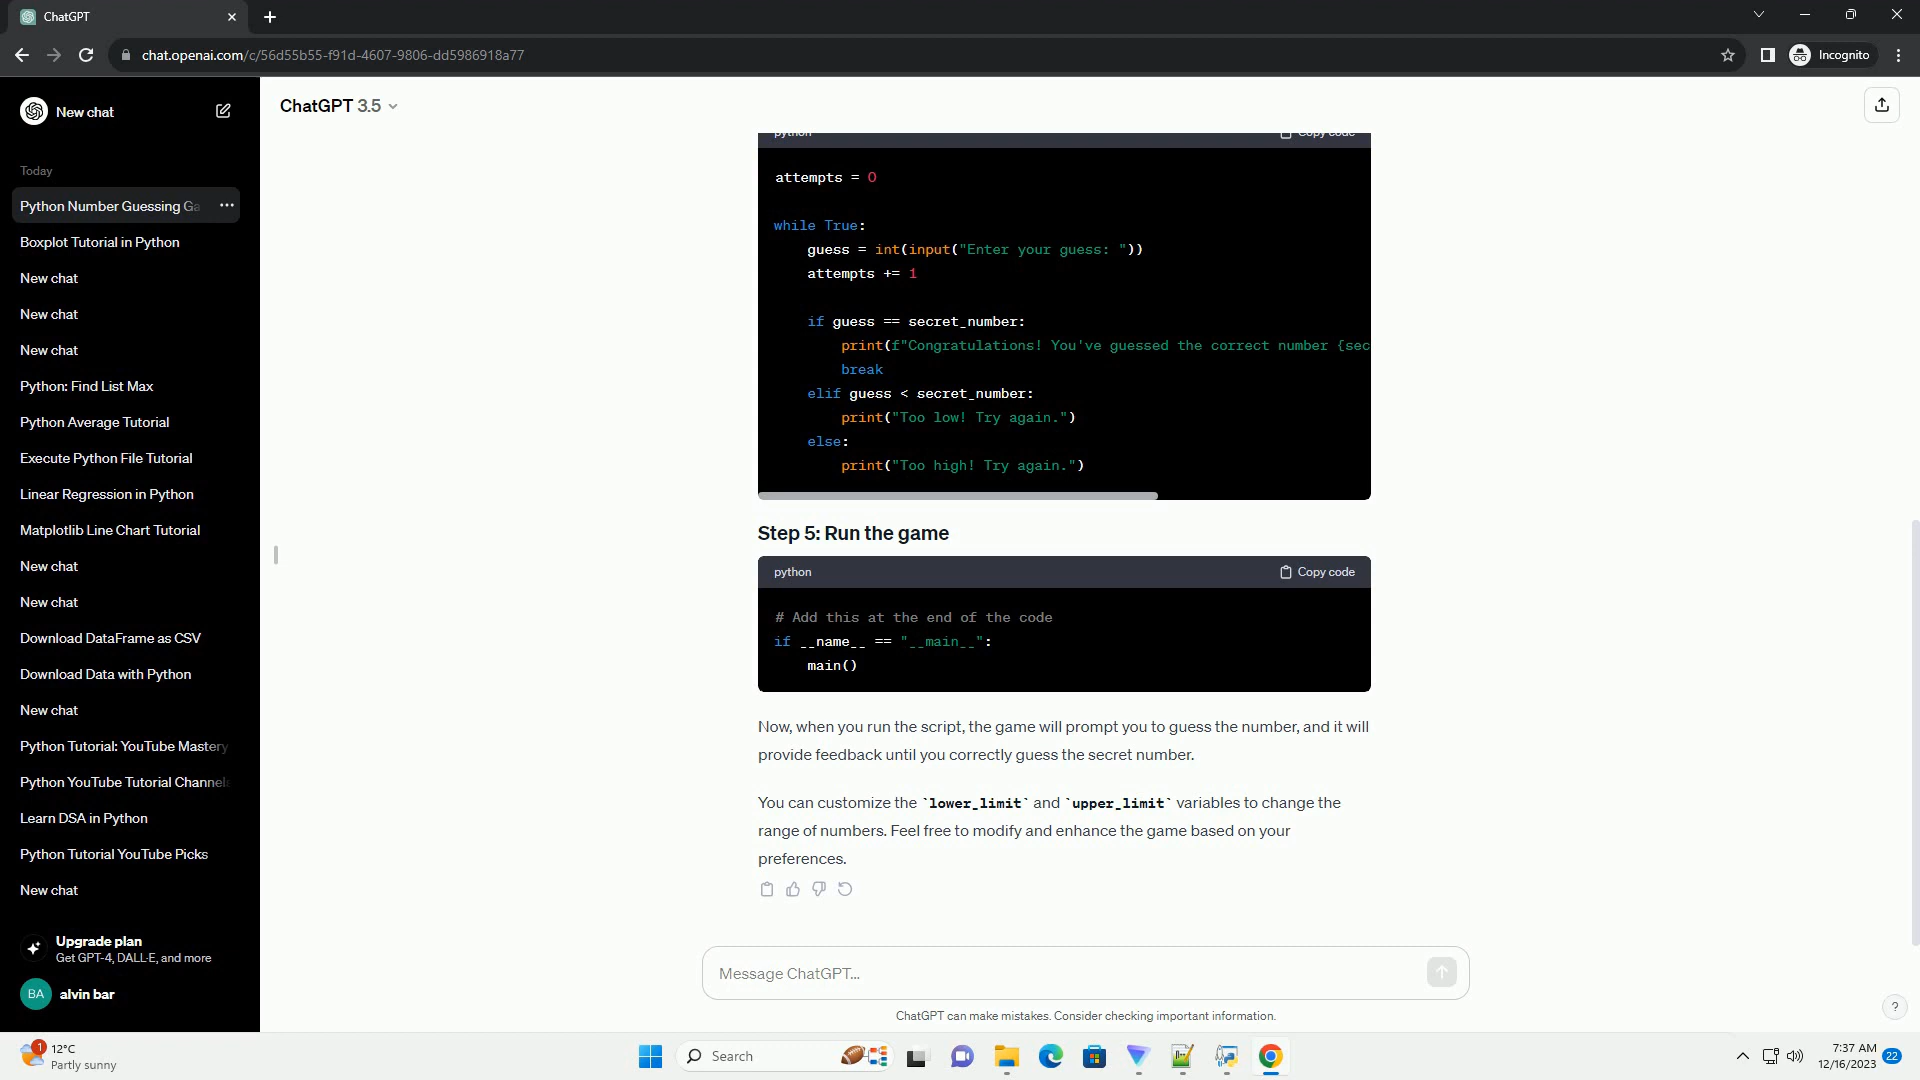 ChatGPT
chat.openai.com/c/56d55b55-f91d-4607-9806-dd5986918a77
Incognito
New chat
Today
Python Number Guessing Ga
Boxplot Tutorial in Python
New chat
New chat
New chat
Python: Find List Max
Python Average Tutorial
Execute Python File Tutorial
Linear Regression in Python
Matplotlib Line Chart Tutorial
New chat
New chat
Download DataFrame as CSV
Download Data with Python
New chat
Python Tutorial: YouTube Mastery
Python YouTube Tutorial Channels
Learn DSA in Python
Python Tutorial YouTube Picks
New chat
Upgrade plan
Get GPT-4, DALL·E, and more
BA alvin bar
ChatGPT 3.5
python Copy code
attempts = 0
while True:
guess = int(input("Enter your guess: "))
attempts += 1
if guess == secret_number:
print(f"Congratulations! You've guessed the correct number {sec
break
elif guess < secret_number:
print("Too low! Try again.")
else:
print("Too high! Try again.")
Step 5: Run the game
python Copy code
# Add this at the end of the code
if __name__ == "__main__":
main()
Now, when you run the script, the game will prompt you to guess the number, and it will
provide feedback until you correctly guess the secret number.
You can customize the `lower_limit` and `upper_limit` variables to change the
range of numbers. Feel free to modify and enhance the game based on your
preferences.
Message ChatGPT...
ChatGPT can make mistakes. Consider checking important information.
?
1
12°C
Partly sunny
Search
7:37 AM
12/16/2023
22